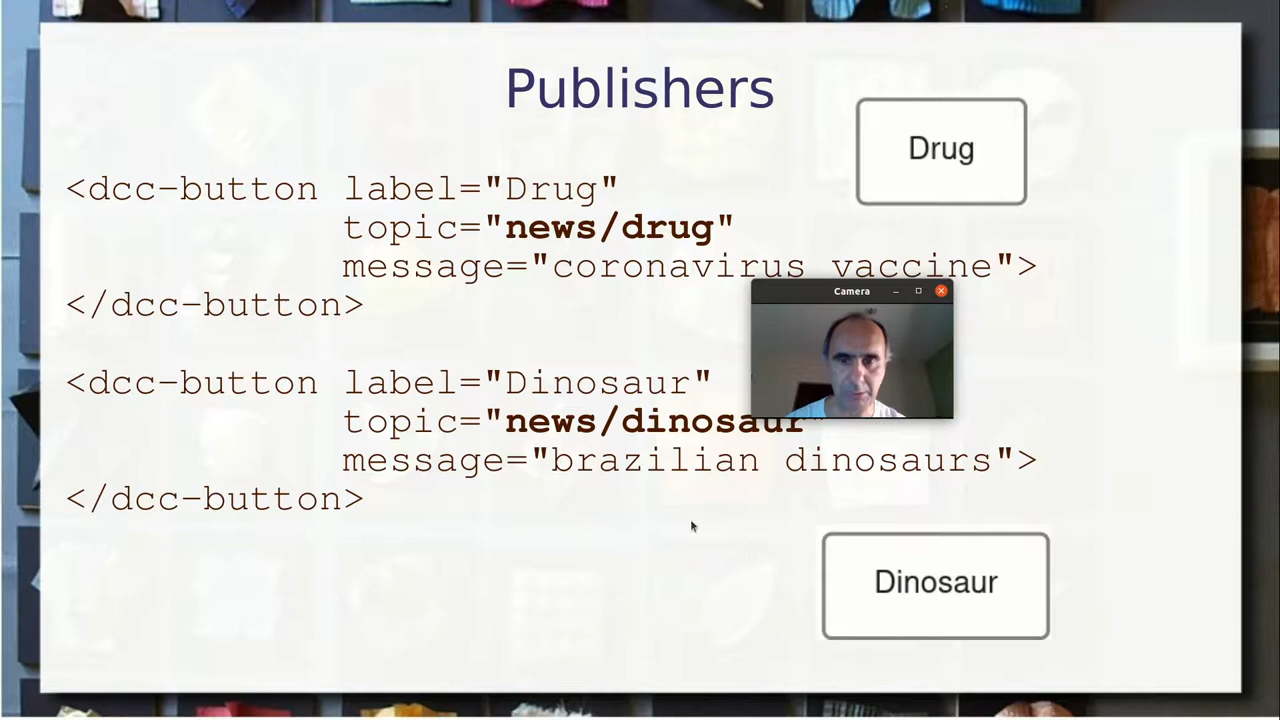 Publishers
Drug
<dcc-button label="Drug"
topic="news/drug"
message="coronavirus vaccine">
</dcc-button>
Camera
<dcc-button label="Dinosaur"
topic="news/dinosaur"
message="brazilian dinosaurs">
</dcc-button>
Dinosaur